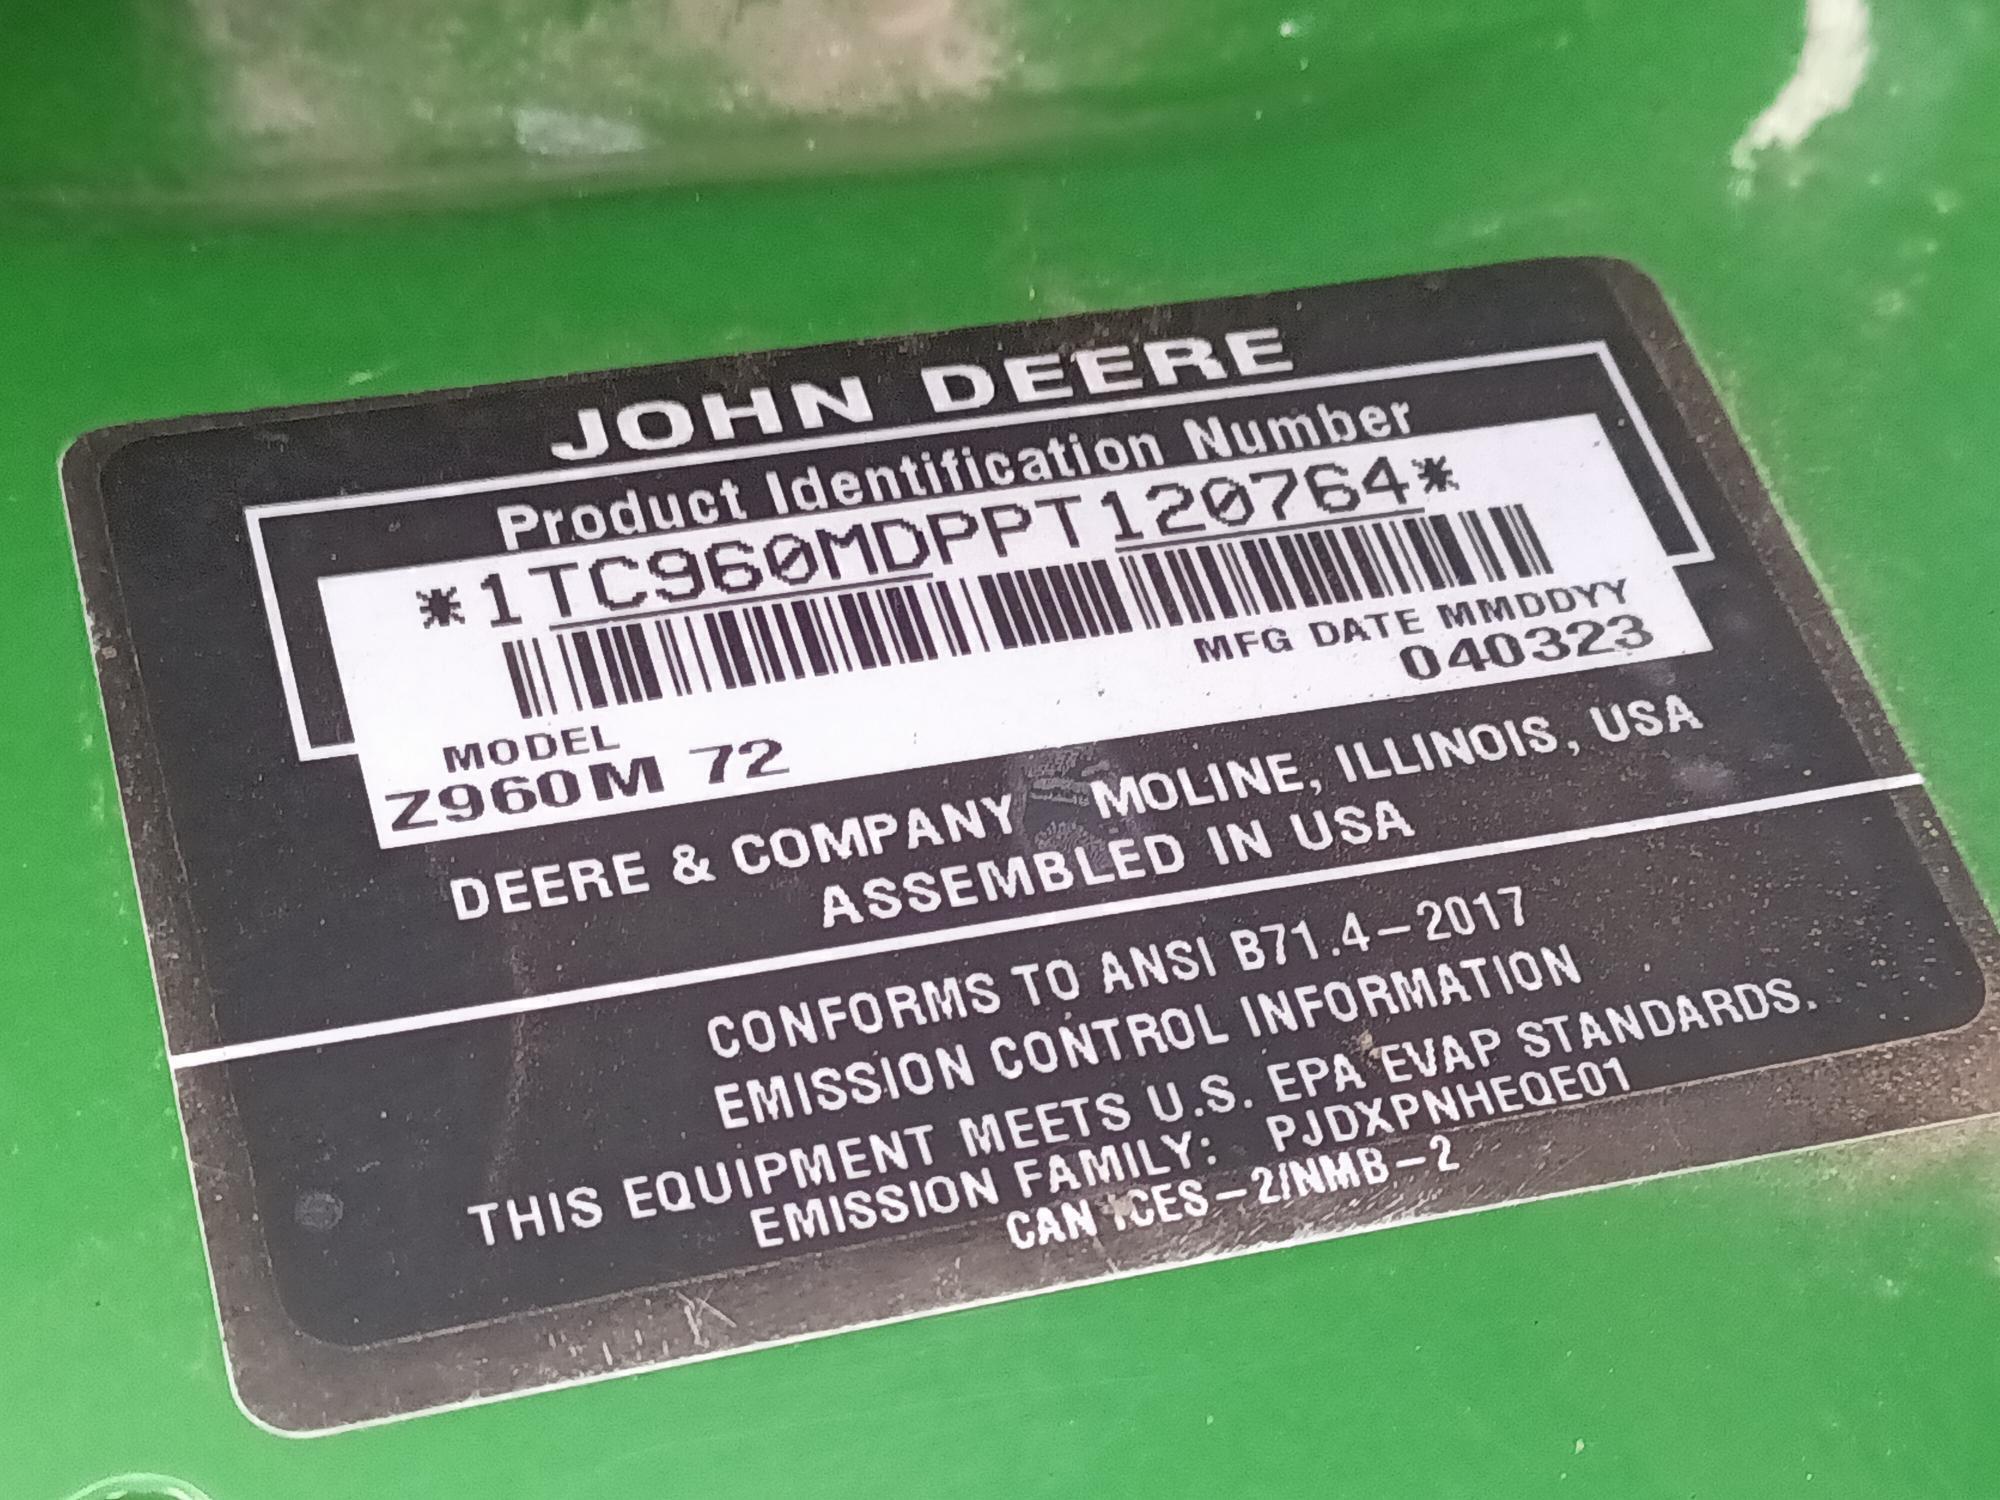 JOHN DEERE
Product Identification Number
*1TC960MDPPT120764*
MFG DATE MMDDYY
040323
MODEL
Z960M 72
DEERE & COMPANY MOLINE, ILLINOIS, USA
ASSEMBLED IN USA
CONFORMS TO ANSI B71.4-2017
EMISSION CONTROL INFORMATION
THIS EQUIPMENT MEETS U.S. EPA EVAP STANDARDS.
EMISSION FAMILY: PJDXPNHEQE01
CAN ICES-2/NMB-2